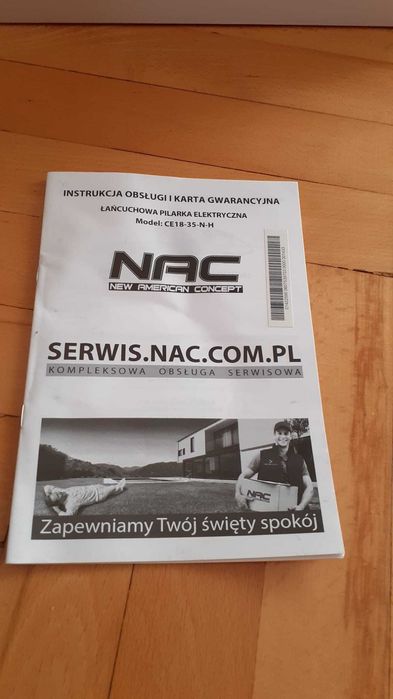 INSTRUKCJA OBSŁUGI I KARTA GWARANCYJNA
ŁAŃCUCHOWA PILARKA ELEKTRYCZNA
Model: CE18-35-N-H
NAC
NEW AMERICAN CONCEPT
SERWIS.NAC.COM.PL
KOMPLEKSOWA OBSŁUGA SERWISOWA
NAC
Zapewniamy Twój święty spokój